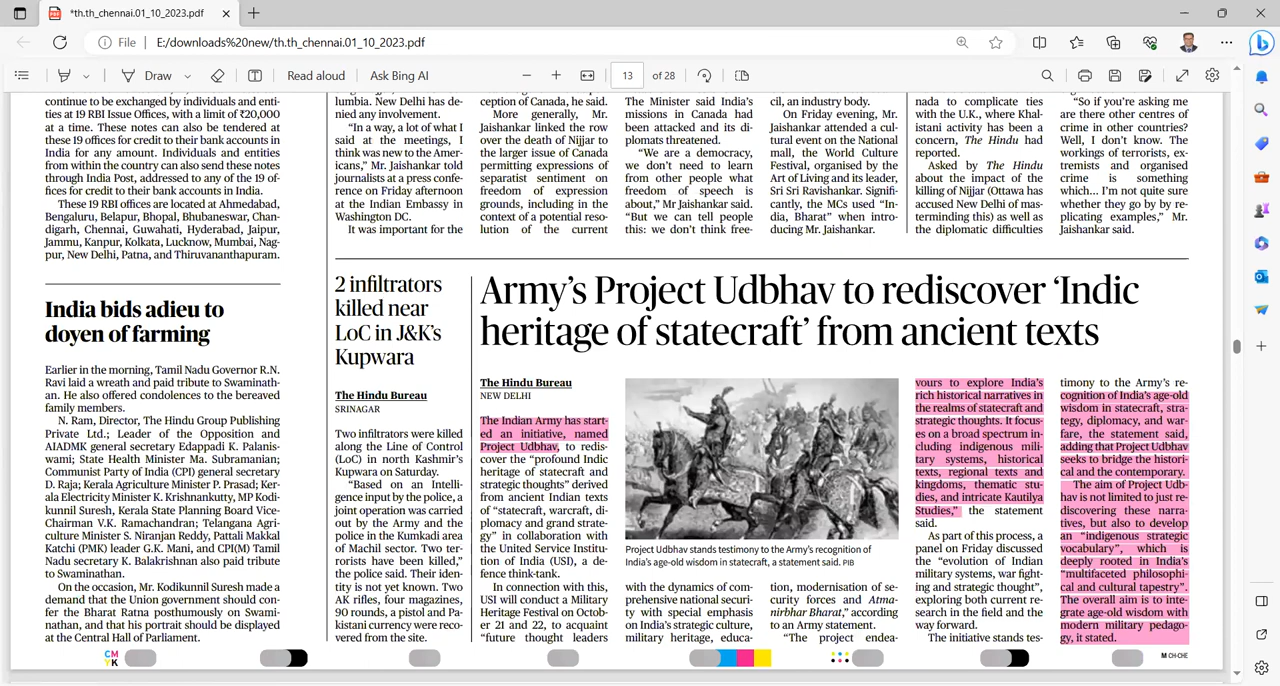 *th.th_chennai.01_10_2023.pdf
File
E:/downloads%20new/th.th_chennai.01_10_2023.pdf
Draw
Read aloud
Ask Bing AI
13
of 28
continue to be exchanged by individuals and enti-
ties at 19 RBI Issue Offices, with a limit of ₹20,000
at a time. These notes can also be tendered at
these 19 offices for credit to their bank accounts in
India for any amount. Individuals and entities
from within the country can also send these notes
through India Post, addressed to any of the 19 of-
fices for credit to their bank accounts in India.
These 19 RBI offices are located at Ahmedabad,
Bengaluru, Belapur, Bhopal, Bhubaneswar, Chan-
digarh, Chennai, Guwahati, Hyderabad, Jaipur,
Jammu, Kanpur, Kolkata, Lucknow, Mumbai, Nag-
pur, New Delhi, Patna, and Thiruvananthapuram.
India bids adieu to
doyen of farming
Earlier in the morning, Tamil Nadu Governor R.N.
Ravi laid a wreath and paid tribute to Swaminath-
an. He also offered condolences to the bereaved
family members.
N. Ram, Director, The Hindu Group Publishing
Private Ltd.; Leader of the Opposition and
AIADMK general secretary Edappadi K. Palanis-
wami; State Health Minister Ma. Subramanian;
Communist Party of India (CPI) general secretary
D. Raja; Kerala Agriculture Minister P. Prasad; Ker-
ala Electricity Minister K. Krishnankutty, MP Kodi-
kunnil Suresh, Kerala State Planning Board Vice-
Chairman V.K. Ramachandran; Telangana Agri-
culture Minister S. Niranjan Reddy, Pattali Makkal
Katchi (PMK) leader G.K. Mani, and CPI(M) Tamil
Nadu secretary K. Balakrishnan also paid tribute
to Swaminathan.
On the occasion, Mr. Kodikunnil Suresh made a
demand that the Union government should con-
fer the Bharat Ratna posthumously on Swami-
nathan, and that his portrait should be displayed
at the Central Hall of Parliament.
lumbia. New Delhi has de-
nied any involvement.
“In a way, a lot of what I
said at the meetings, I
think was new to the Amer-
icans,” Mr. Jaishankar told
journalists at a press confe-
rence on Friday afternoon
at the Indian Embassy in
Washington DC.
It was important for the
ception of Canada, he said.
More generally, Mr.
Jaishankar linked the row
over the death of Nijjar to
the larger issue of Canada
permitting expressions of
separatist sentiment on
freedom of expression
grounds, including in the
context of a potential reso-
lution of the current
The Minister said India’s
missions in Canada had
been attacked and its di-
plomats threatened.
“We are a democracy,
we don’t need to learn
from other people what
freedom of speech is
about,” Mr Jaishankar said.
“But we can tell people
this: we don’t think free-
cil, an industry body.
On Friday evening, Mr.
Jaishankar attended a cul-
tural event on the National
mall, the World Culture
Festival, organised by the
Art of Living and its leader,
Sri Sri Ravishankar. Signifi-
cantly, the MCs used “In-
dia, Bharat” when intro-
ducing Mr. Jaishankar.
nada to complicate ties
with the U.K., where Khal-
istani activity has been a
concern, The Hindu had
reported.
Asked by The Hindu
about the impact of the
killing of Nijjar (Ottawa has
accused New Delhi of mas-
terminding this) as well as
the diplomatic difficulties
“So if you’re asking me
are there other centres of
crime in other countries?
Well, I don’t know. The
workings of terrorists, ex-
tremists and organised
crime is something
which... I’m not quite sure
whether they go by by re-
plicating examples,” Mr.
Jaishankar said.
2 infiltrators
killed near
LoC in J&K’s
Kupwara
The Hindu Bureau
SRINAGAR
Two infiltrators were killed
along the Line of Control
(LoC) in north Kashmir’s
Kupwara on Saturday.
“Based on an Intelli-
gence input by the police, a
joint operation was carried
out by the Army and the
police in the Kumkadi area
of Machil sector. Two ter-
rorists have been killed,”
the police said. Their iden-
tity is not yet known. Two
AK rifles, four magazines,
90 rounds, a pistol and Pa-
kistani currency were reco-
vered from the site.
Army’s Project Udbhav to rediscover ‘Indic
heritage of statecraft’ from ancient texts
The Hindu Bureau
NEW DELHI
The Indian Army has start-
ed an initiative, named
Project Udbhav, to redis-
cover the “profound Indic
heritage of statecraft and
strategic thoughts” derived
from ancient Indian texts
of “statecraft, warcraft, di-
plomacy and grand strate-
gy” in collaboration with
the United Service Institu-
tion of India (USI), a de-
fence think-tank.
In connection with this,
USI will conduct a Military
Heritage Festival on Octob-
er 21 and 22, to acquaint
“future thought leaders
Project Udbhav stands testimony to the Army’s recognition of
India’s age-old wisdom in statecraft, a statement said. PIB
with the dynamics of com-
prehensive national securi-
ty with special emphasis
on India’s strategic culture,
military heritage, educa-
tion, modernisation of se-
curity forces and Atma-
nirbhar Bharat,” according
to an Army statement.
“The project endea-
vours to explore India’s
rich historical narratives in
the realms of statecraft and
strategic thoughts. It focus-
es on a broad spectrum in-
cluding indigenous mili-
tary systems, historical
texts, regional texts and
kingdoms, thematic stu-
dies, and intricate Kautilya
Studies,” the statement
said.
As part of this process, a
panel on Friday discussed
the “evolution of Indian
military systems, war fight-
ing and strategic thought”,
exploring both current re-
search in the field and the
way forward.
The initiative stands tes-
timony to the Army’s re-
cognition of India’s age-old
wisdom in statecraft, stra-
tegy, diplomacy, and war-
fare, the statement said,
adding that Project Udbhav
seeks to bridge the histori-
cal and the contemporary.
The aim of Project Udb-
hav is not limited to just re-
discovering these narra-
tives, but also to develop
an “indigenous strategic
vocabulary”, which is
deeply rooted in India’s
“multifaceted philosophi-
cal and cultural tapestry”.
The overall aim is to inte-
grate age-old wisdom with
modern military pedago-
gy, it stated.
CM
YK
M CH-CHE